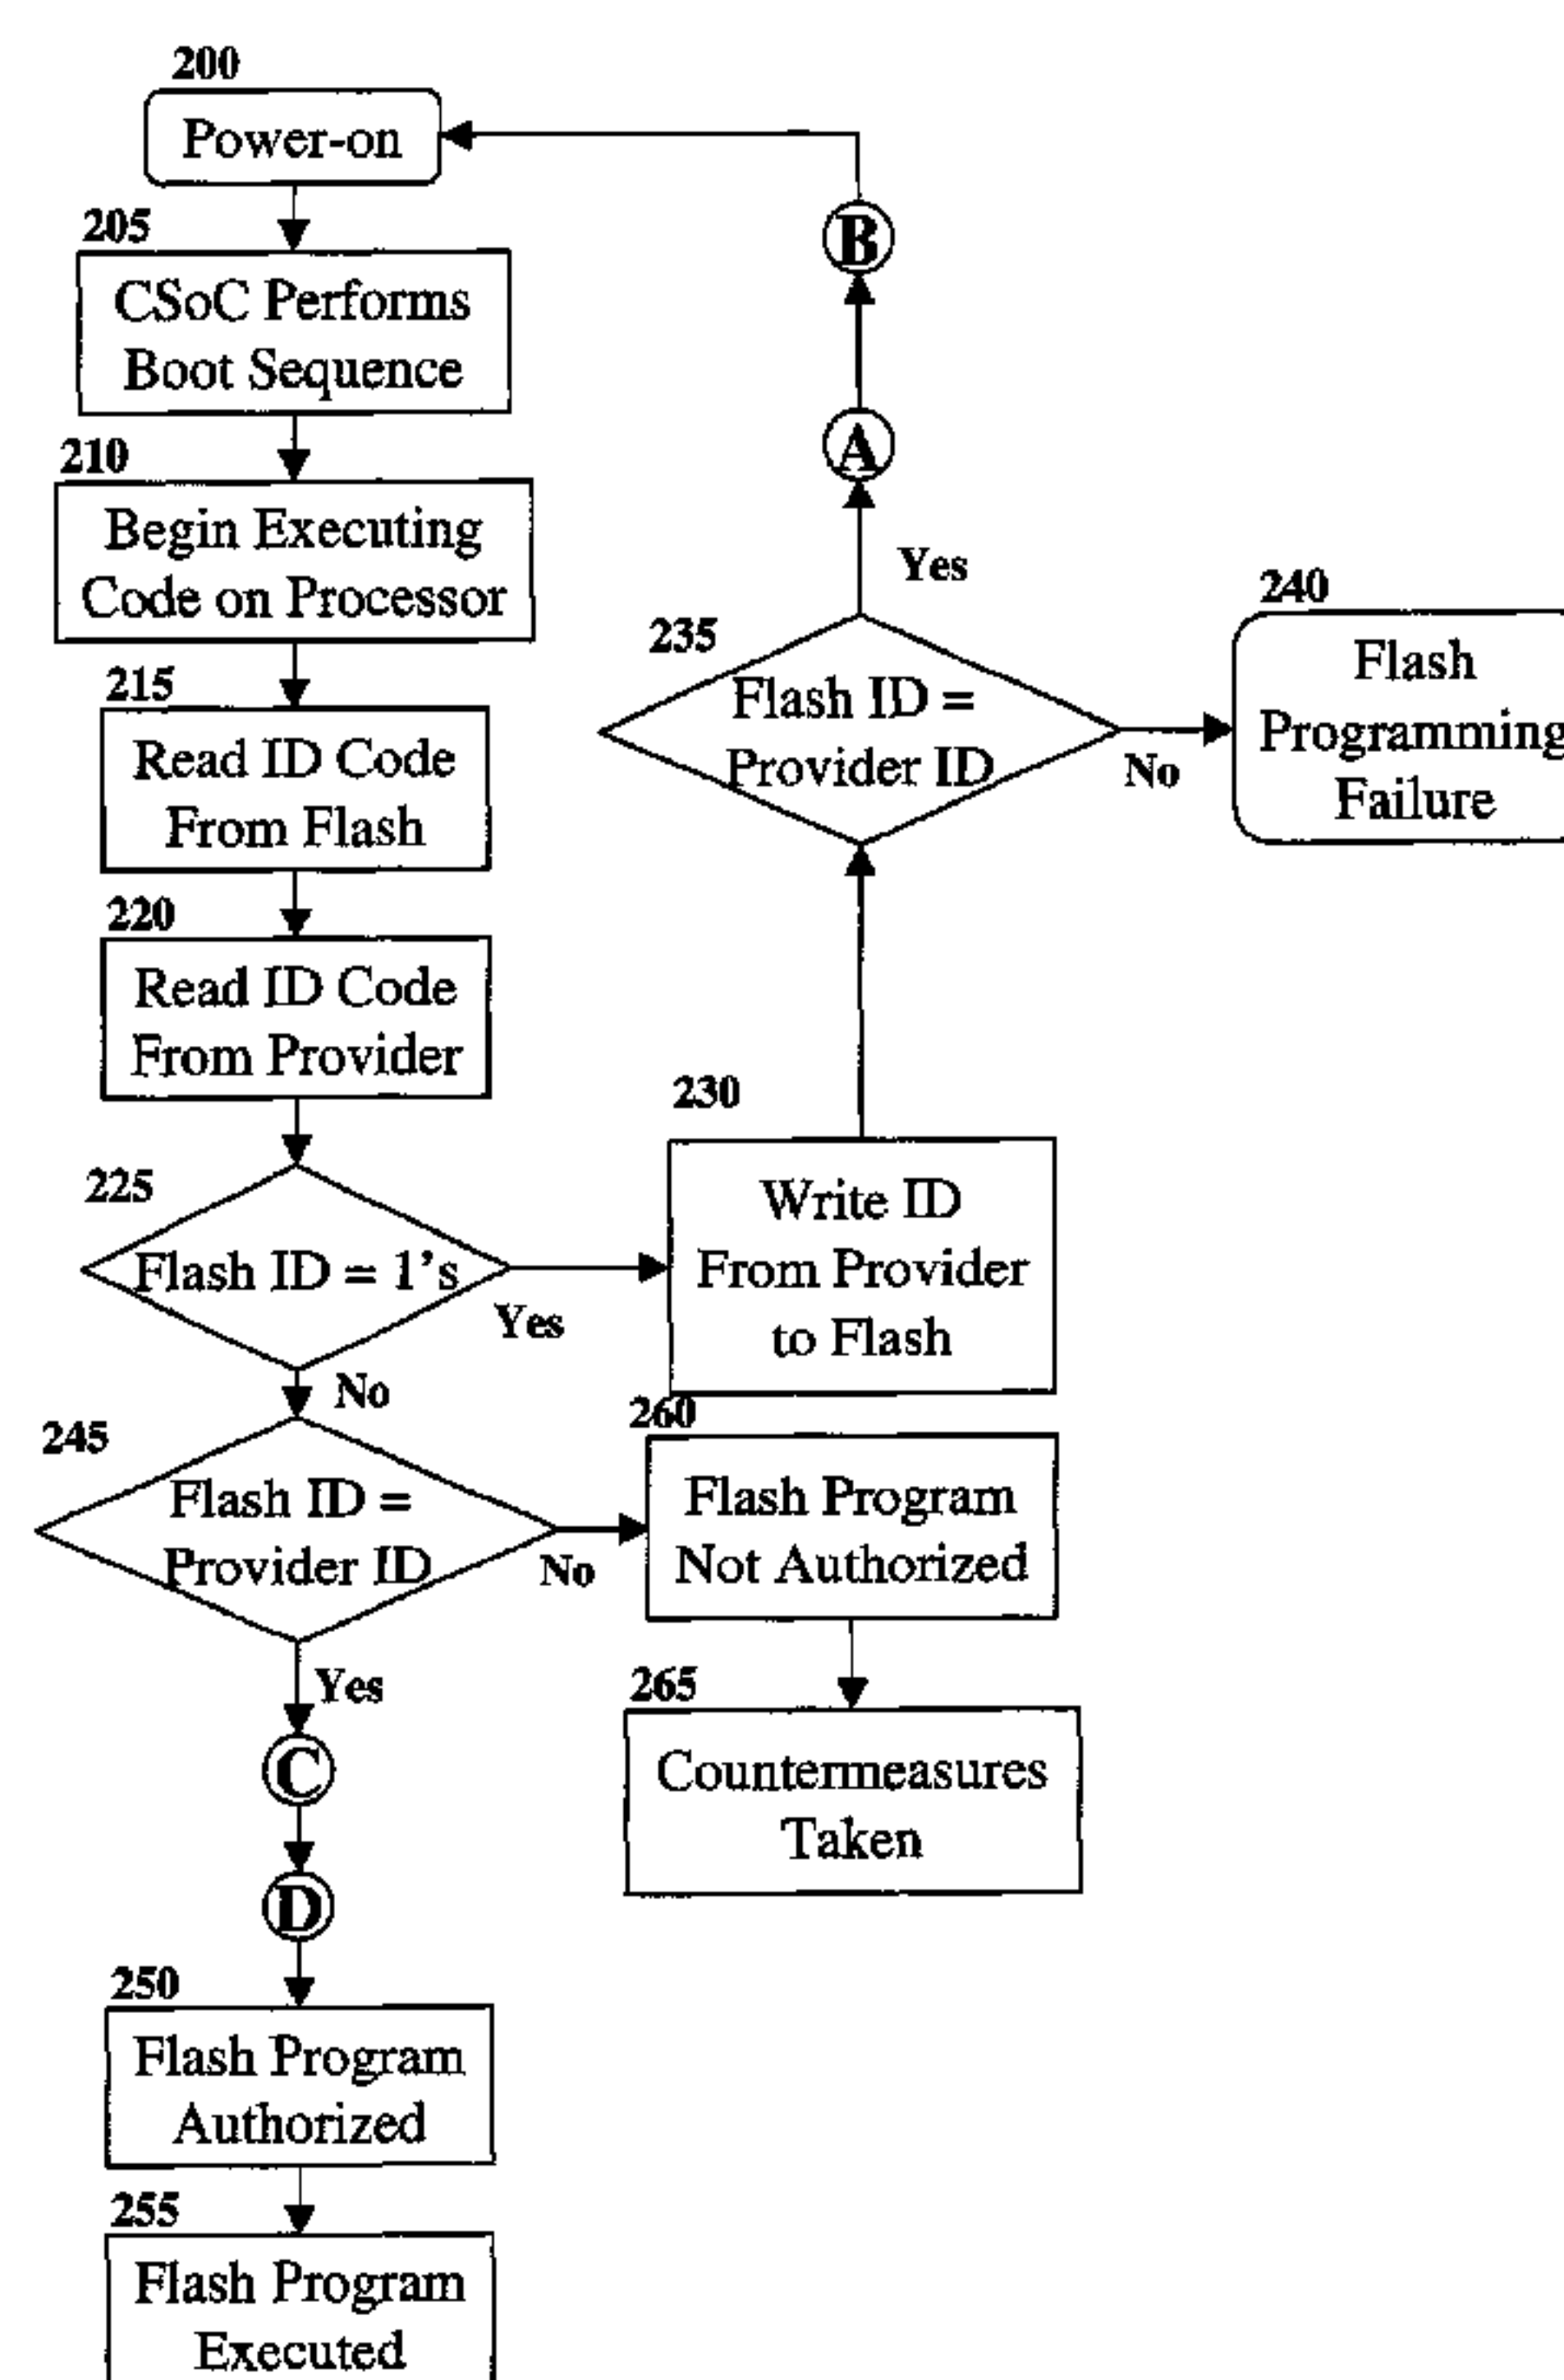 200
Power-on
205
CSoC Performs
Boot Sequence
210
Begin Executing
Code on Processor
215
Read ID Code
From Flash
220
Read ID Code
From Provider
225
Flash ID = 1's
Yes
No
230
Write ID
From Provider
to Flash
235
Flash ID =
Provider ID
Yes
No
A
B
240
Flash
Programming
Failure
245
Flash ID =
Provider ID
No
Yes
260
Flash Program
Not Authorized
265
Countermeasures
Taken
C
D
250
Flash Program
Authorized
255
Flash Program
Executed